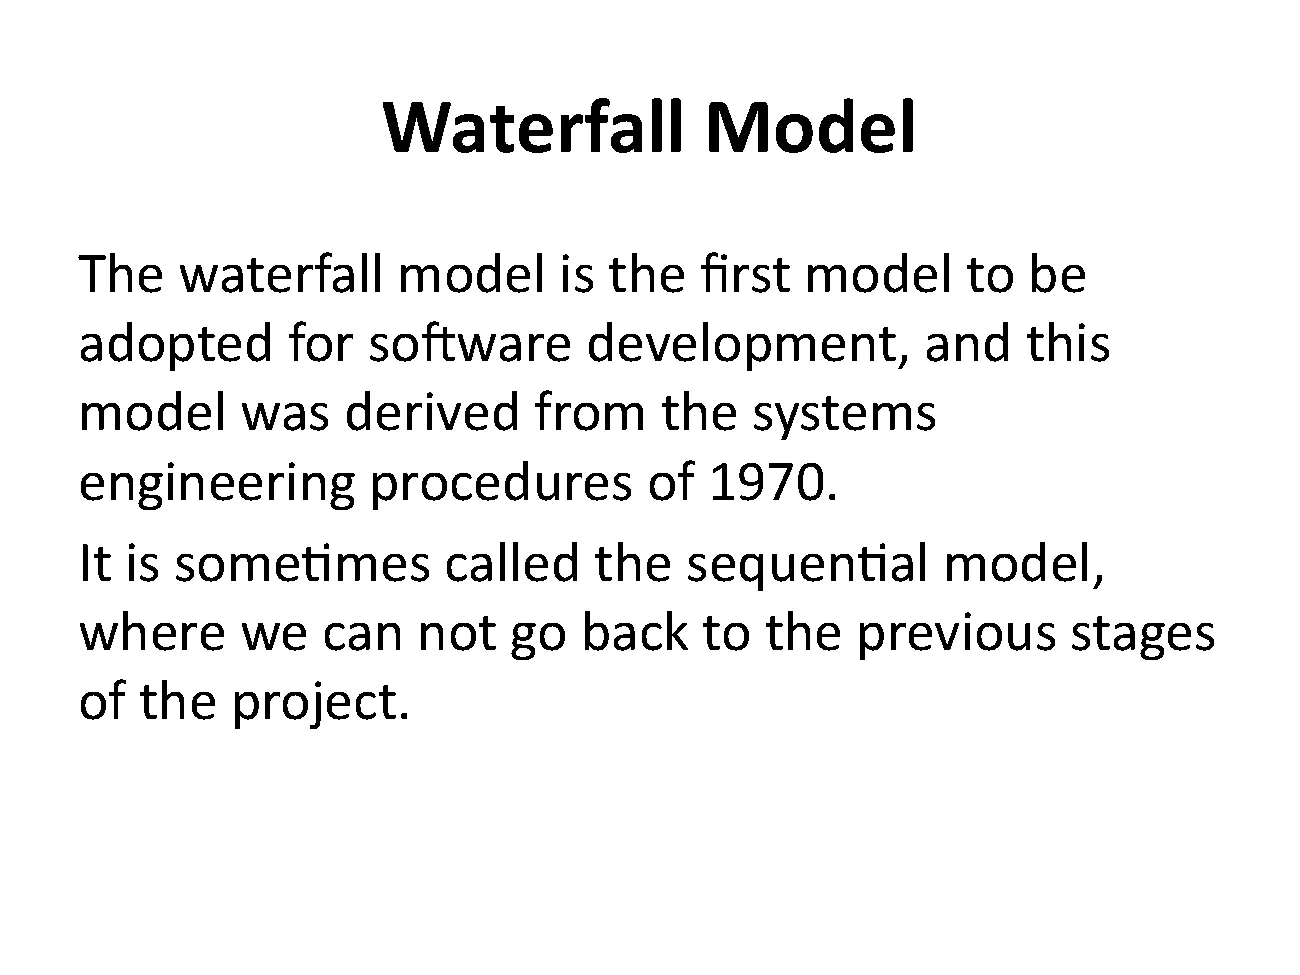 Waterfall Model
The waterfall model is the first model to be
adopted for software development, and this
model was derived from the systems
engineering procedures of 1970.
It is sometimes called the sequential model,
where we can not go back to the previous stages
of the project.